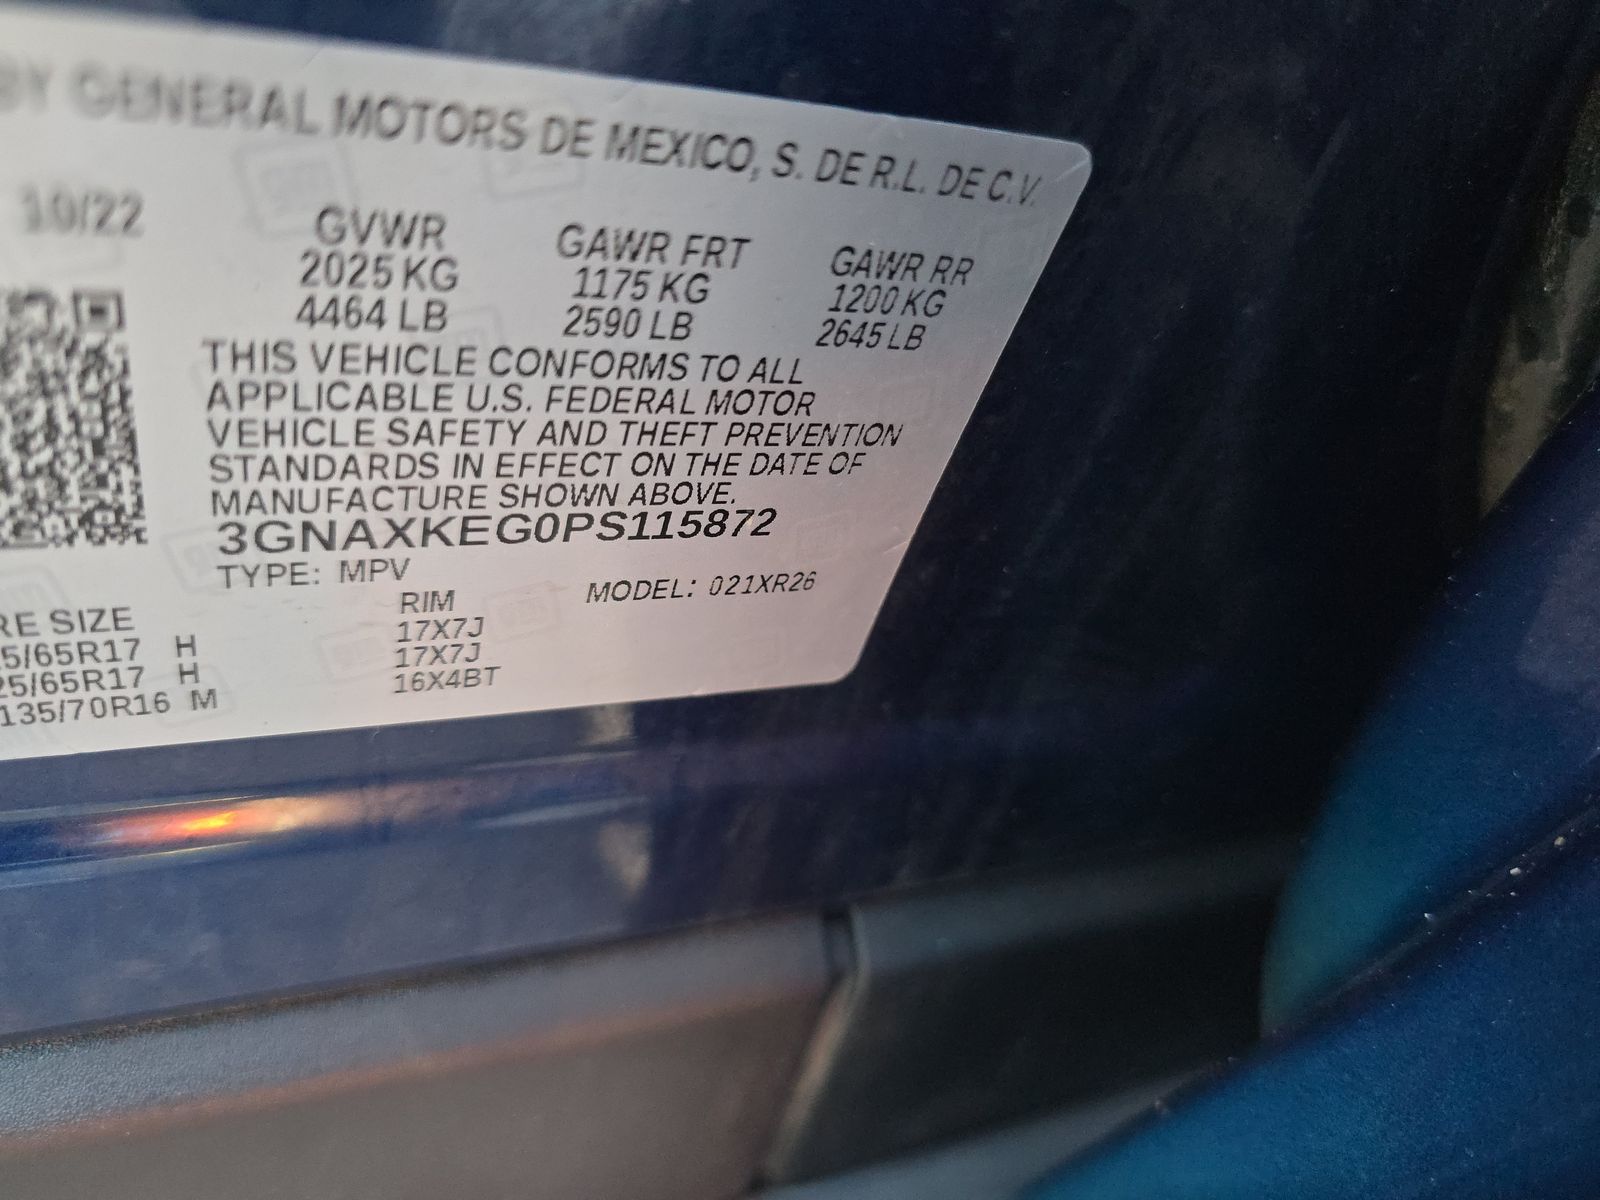 BY GENERAL MOTORS DE MEXICO, S. DE R.L. DE C.V.
10/22
GVWR GAWR FRT GAWR RR
2025 KG 1175 KG 1200 KG
4464 LB 2590 LB 2645 LB
THIS VEHICLE CONFORMS TO ALL
APPLICABLE U.S. FEDERAL MOTOR
VEHICLE SAFETY AND THEFT PREVENTION
STANDARDS IN EFFECT ON THE DATE OF
MANUFACTURE SHOWN ABOVE.
3GNAXKEG0PS115872
TYPE: MPV MODEL: 021XR26
RE SIZE RIM
5/65R17 H 17X7J
25/65R17 H 17X7J
135/70R16 M 16X4BT